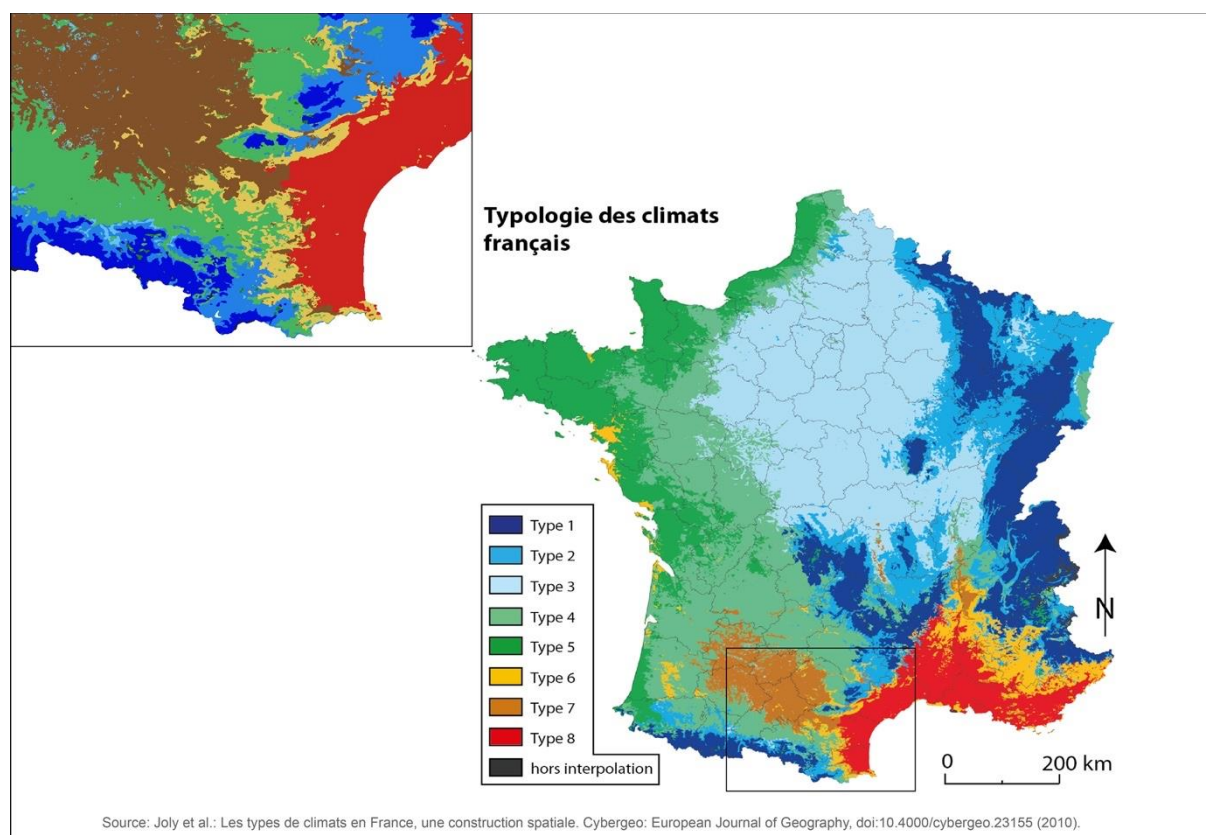 Typologie des climats
français
Type 1
Type 2
Type 3
Type 4
Type 5
Type 6
Type 7
Type 8
hors interpolation
N
0 200 km
Source: Joly et al.: Les types de climats en France, une construction spatiale. Cybergeo: European Journal of Geography, doi:10.4000/cybergeo.23155 (2010).